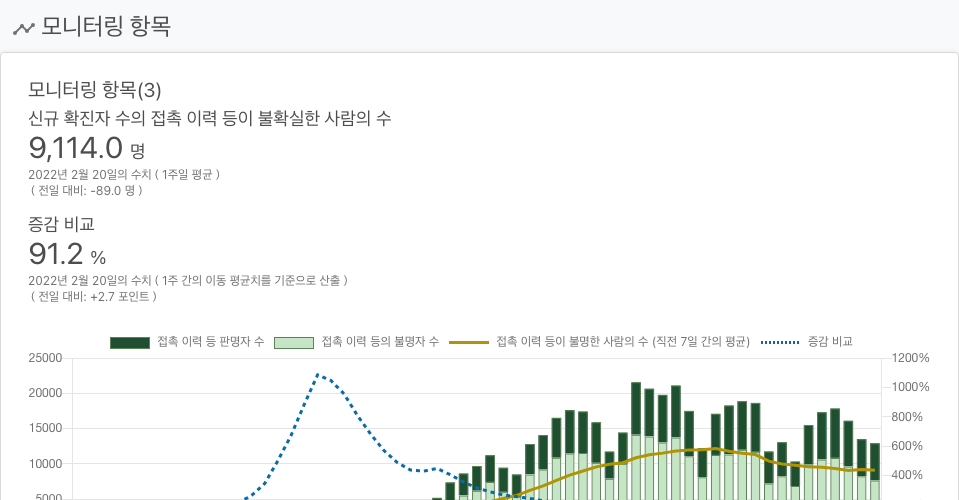 모니터링 항목
모니터링 항목(3)
신규 확진자 수의 접촉 이력 등이 불확실한 사람의 수
9,114.0 명
2022년 2월 20일의 수치 ( 1주일 평균 )
( 전일 대비: -89.0 명 )
증감 비교
91.2 %
2022년 2월 20일의 수치 ( 1주 간의 이동 평균치를 기준으로 산출 )
( 전일 대비: +2.7 포인트 )
접촉 이력 등 판명자 수 접촉 이력 등의 불명자 수 접촉 이력 등이 불명한 사람의 수 (직전 7일 간의 평균) 증감 비교
25000 1200%
1000%
20000
800%
15000
600%
10000
400%
5000